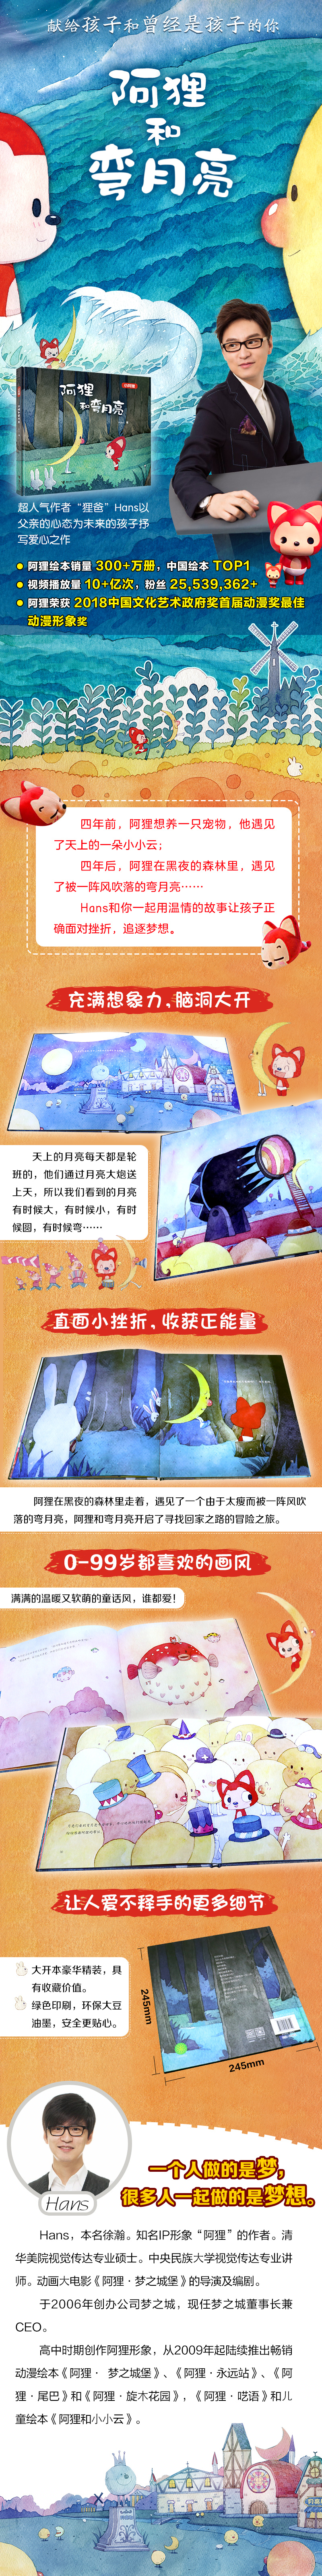 献给孩子和曾经是孩子的你
阿狸
和
弯月亮
阿狸
和弯月亮
超人气作者“狸爸”Hans以
父亲的心态为未来的孩子抒
写爱心之作
阿狸绘本销量 300+万册，中国绘本 TOP1
视频播放量 10+亿次，粉丝 25,539,362+
阿狸荣获 2018中国文化艺术政府奖首届动漫奖最佳
动漫形象奖
四年前，阿狸想养一只宠物，他遇见
了天上的一朵小小云；
四年后，阿狸在黑夜的森林里，遇见
了被一阵风吹落的弯月亮……
Hans和你一起用温情的故事让孩子正
确面对挫折，追逐梦想。
充满想象力，脑洞大开
天上的月亮每天都是轮
班的，他们通过月亮大炮送
上天，所以我们看到的月亮
有时候大，有时候小，有时
候圆，有时候弯……
直面小挫折，收获正能量
阿狸在黑夜的森林里走着，遇见了一个由于太瘦而被一阵风吹
落的弯月亮，阿狸和弯月亮开启了寻找回家之路的冒险之旅。
0-99岁都喜欢的画风
满满的温暖又软萌的童话风，谁都爱！
让人爱不释手的更多细节
大开本豪华精装，具
有收藏价值。
绿色印刷，环保大豆
油墨，安全更贴心。
245mm
245mm
Hans
一个人做的是梦，
很多人一起做的是梦想。
Hans，本名徐瀚。知名IP形象“阿狸”的作者。清
华美院视觉传达专业硕士。中央民族大学视觉传达专业讲
师。动画大电影《阿狸·梦之城堡》的导演及编剧。
于2006年创办公司梦之城，现任梦之城董事长兼
CEO。
高中时期创作阿狸形象，从2009年起陆续推出畅销
动漫绘本《阿狸· 梦之城堡》、《阿狸·永远站》、《阿
狸·尾巴》和《阿狸·旋木花园》，《阿狸·呓语》和儿
童绘本《阿狸和小小云》。